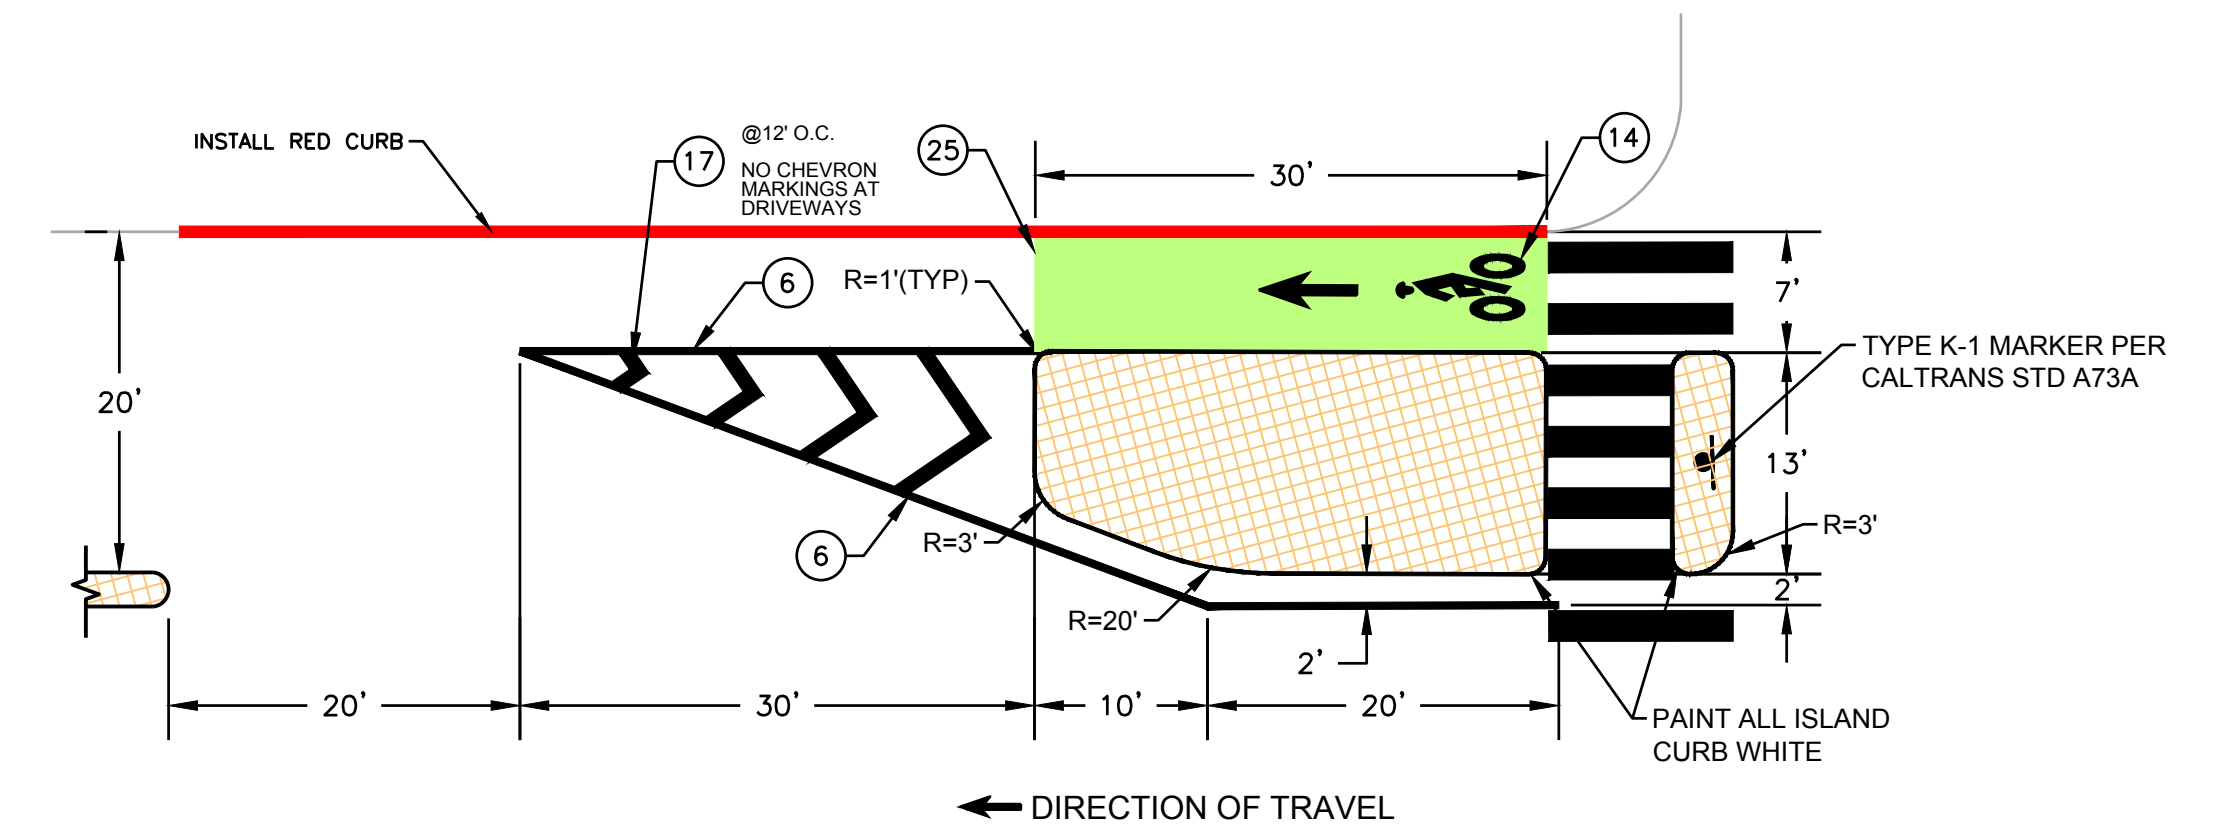 INSTALL RED CURB
17
@12' O.C.
NO CHEVRON
MARKINGS AT
DRIVEWAYS
25
30'
14
6
R=1'(TYP)
7'
TYPE K-1 MARKER PER
CALTRANS STD A73A
20'
13'
R=3'
6
R=3'
2'
R=20'
2'
20'
30'
10'
20'
PAINT ALL ISLAND
CURB WHITE
DIRECTION OF TRAVEL